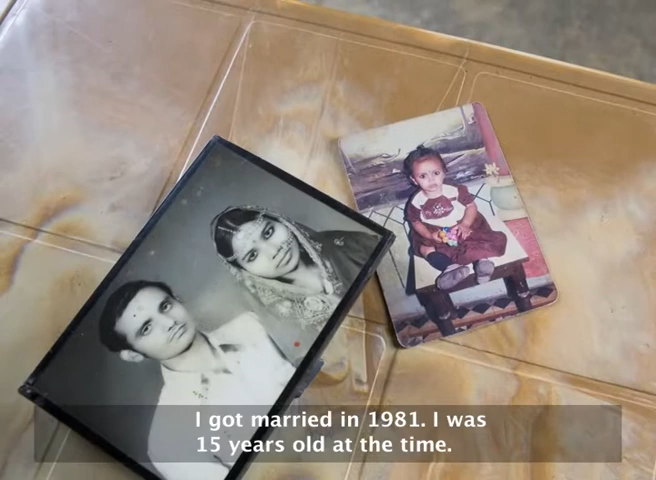 I got married in 1981. I was
15 years old at the time.